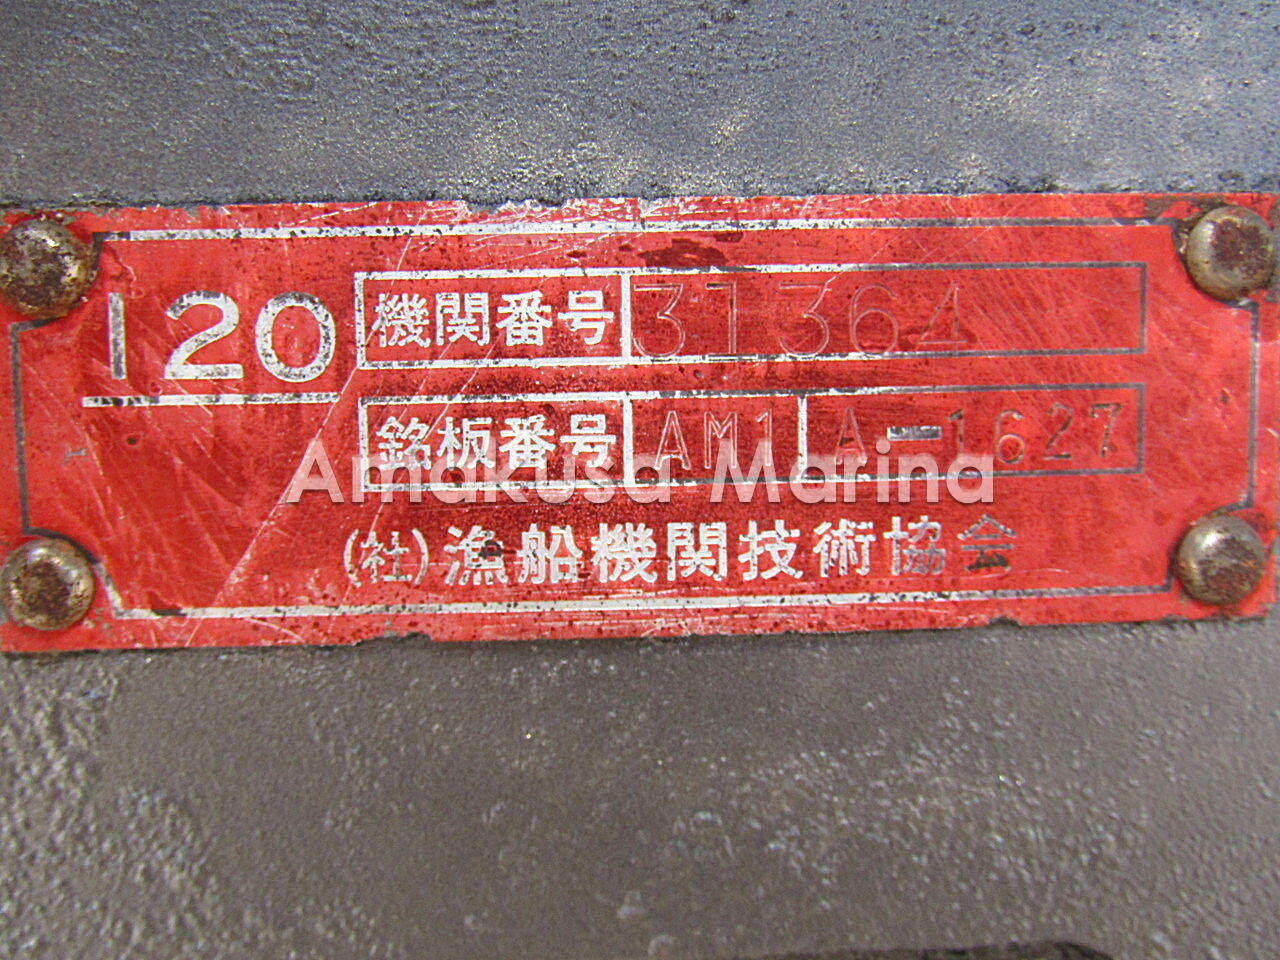 120
機関番号 31364
銘板番号 AM1 A-1627
Amakusa Marina
(社)漁船機関技術協会